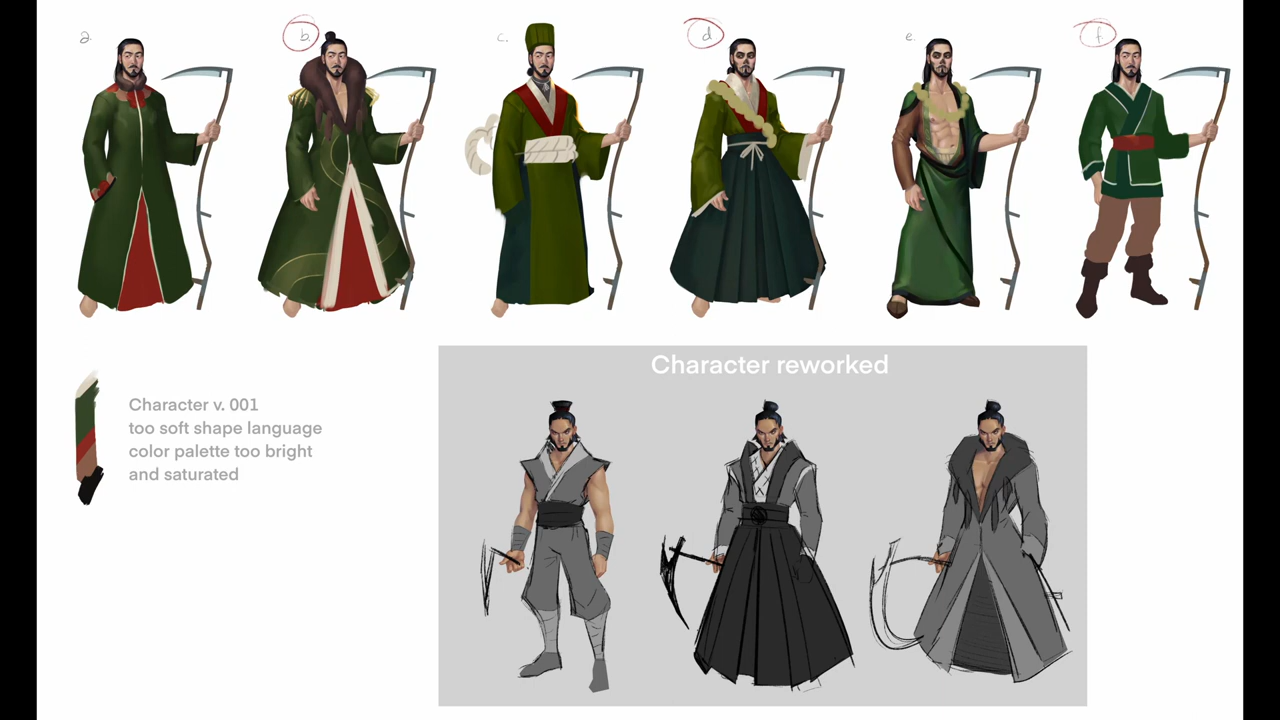 a.
b.
c.
d
e.
f.
Character reworked
Character v. 001
too soft shape language
color palette too bright
and saturated